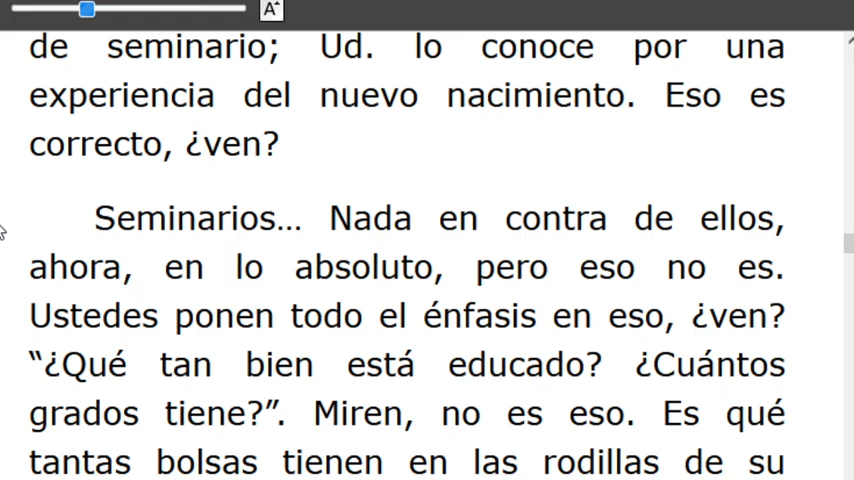 A
de seminario; Ud. lo conoce por una
experiencia del nuevo nacimiento. Eso es
correcto, ¿ven?
Seminarios... Nada en contra de ellos,
ahora, en lo absoluto, pero eso no es.
Ustedes ponen todo el énfasis en eso, ¿ven?
“¿Qué tan bien está educado? ¿Cuántos
grados tiene?”. Miren, no es eso. Es qué
tantas bolsas tienen en las rodillas de su